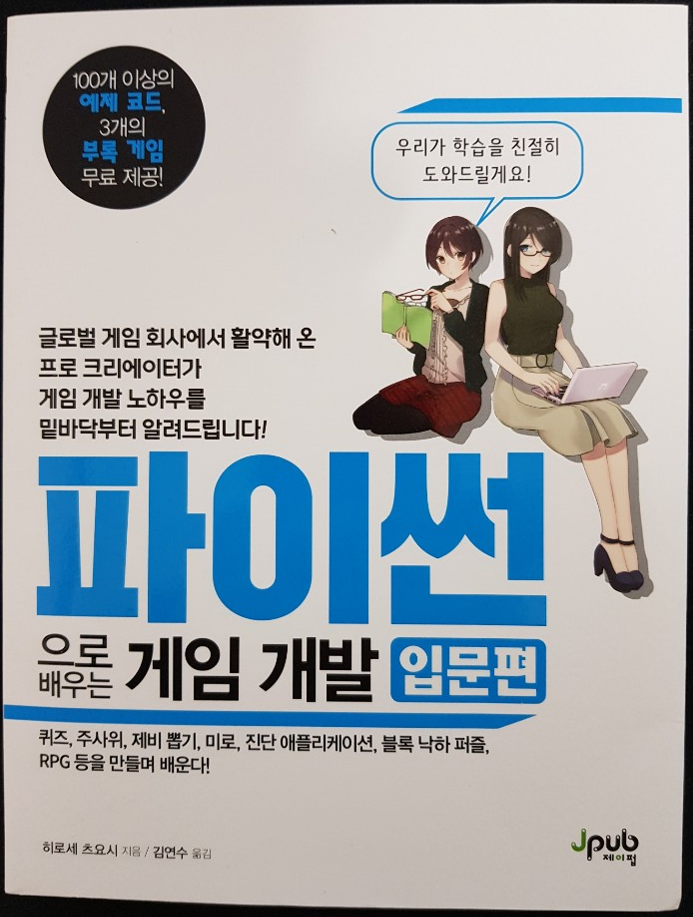 100개 이상의
예제 코드,
3개의
부록 게임
무료 제공!
우리가 학습을 친절히
도와드릴게요!
글로벌 게임 회사에서 활약해 온
프로 크리에이터가
게임 개발 노하우를
밑바닥부터 알려드립니다!
파이썬
으로
배우는
게임 개발 입문편
퀴즈, 주사위, 제비 뽑기, 미로, 진단 애플리케이션, 블록 낙하 퍼즐,
RPG 등을 만들며 배운다!
히로세 츠요시 지음 / 김연수 옮김
Jpub
제이펍